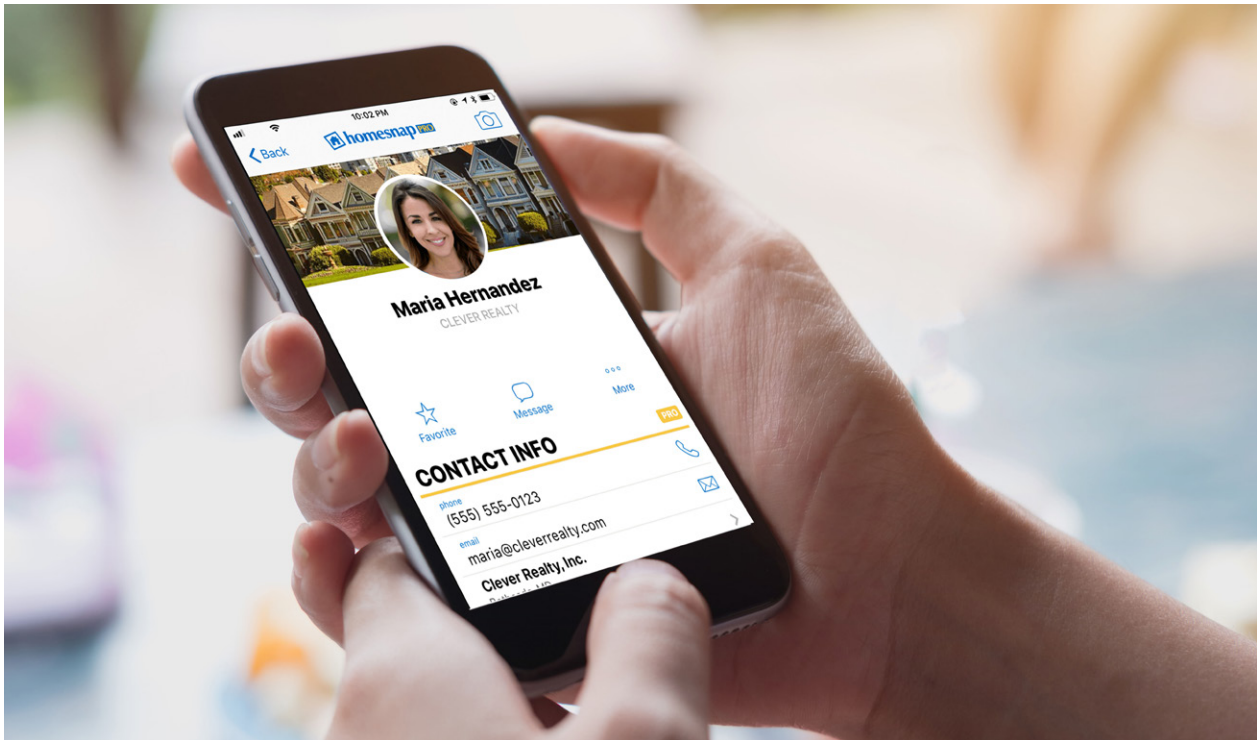 10:02 PM
Back
homesnap PRO
Maria Hernandez
CLEVER REALTY
Favorite
Message
More
CONTACT INFO
PRO
phone
(555) 555-0123
email
maria@cleverrealty.com
Clever Realty, Inc.